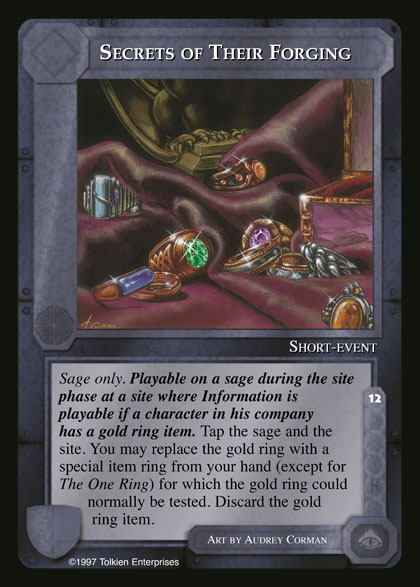 Secrets of Their Forging
Short-event
Sage only. Playable on a sage during the site
phase at a site where Information is
playable if a character in his company
has a gold ring item. Tap the sage and the
site. You may replace the gold ring with a
special item ring from your hand (except for
The One Ring) for which the gold ring could
normally be tested. Discard the gold
ring item.
12
H
Art by Audrey Corman
©1997 Tolkien Enterprises